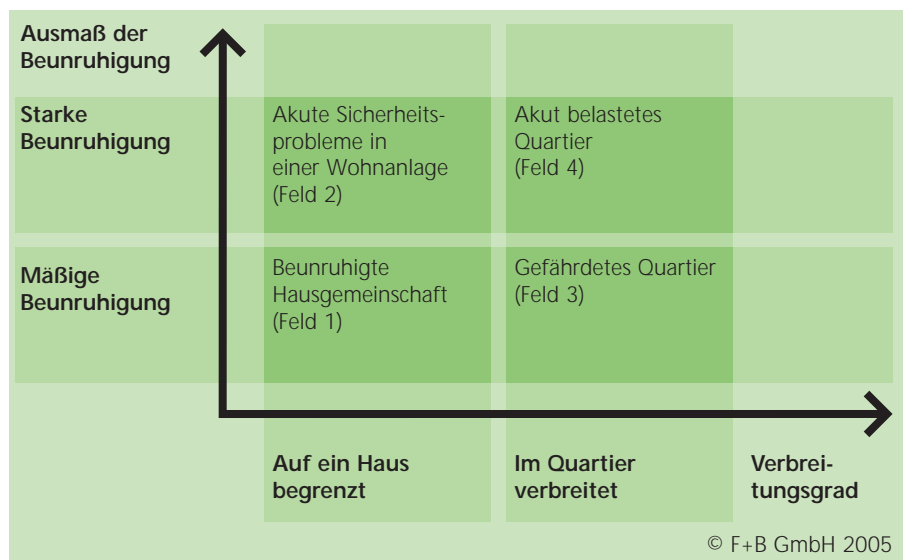 Ausmaß der
Beunruhigung
Starke
Beunruhigung
Akute Sicherheits-
probleme in
einer Wohnanlage
(Feld 2)
Akut belastetes
Quartier
(Feld 4)
Mäßige
Beunruhigung
Beunruhigte
Hausgemeinschaft
(Feld 1)
Gefährdetes Quartier
(Feld 3)
Auf ein Haus
begrenzt
Im Quartier
verbreitet
Verbrei-
tungsgrad
© F+B GmbH 2005